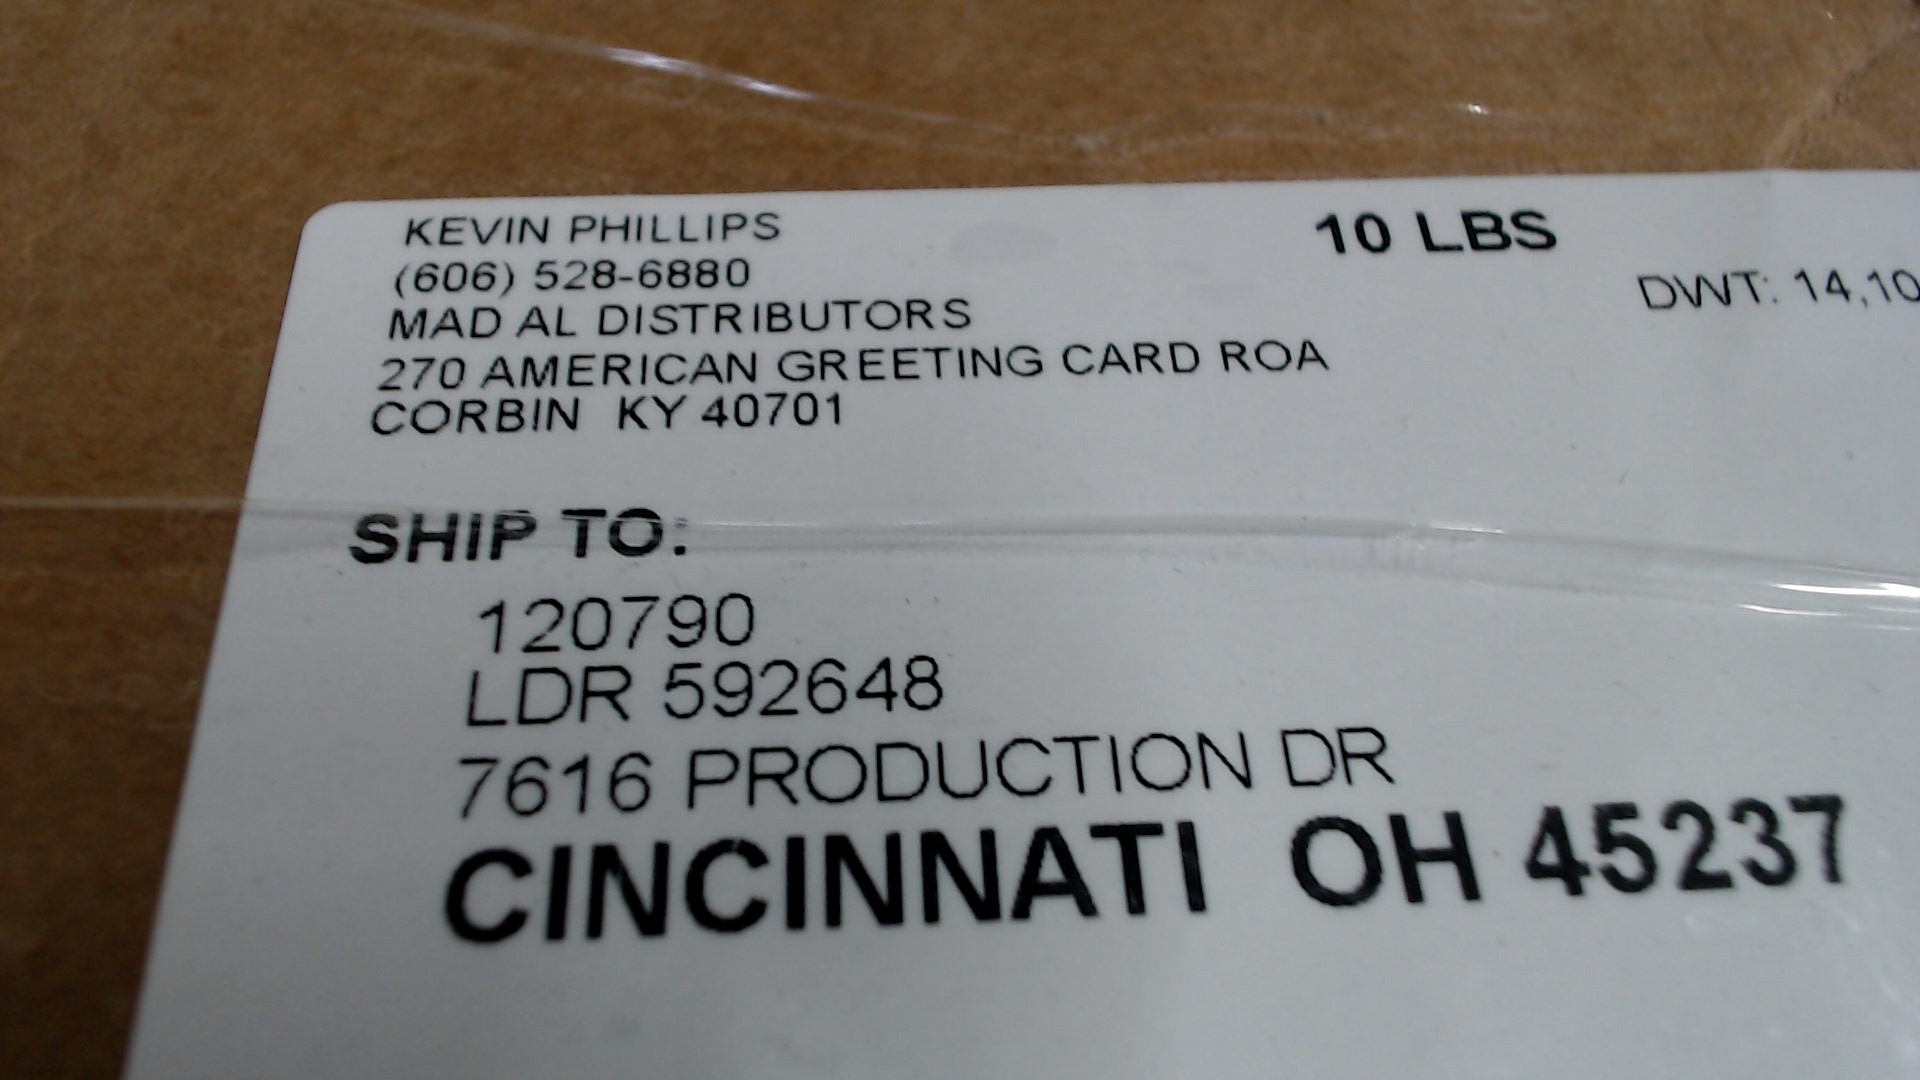 KEVIN PHILLIPS
(606) 528-6880
MAD AL DISTRIBUTORS
270 AMERICAN GREETING CARD ROA
CORBIN KY 40701
10 LBS
DWT: 14,10
SHIP TO:
120790
LDR 592648
7616 PRODUCTION DR
CINCINNATI OH 45237